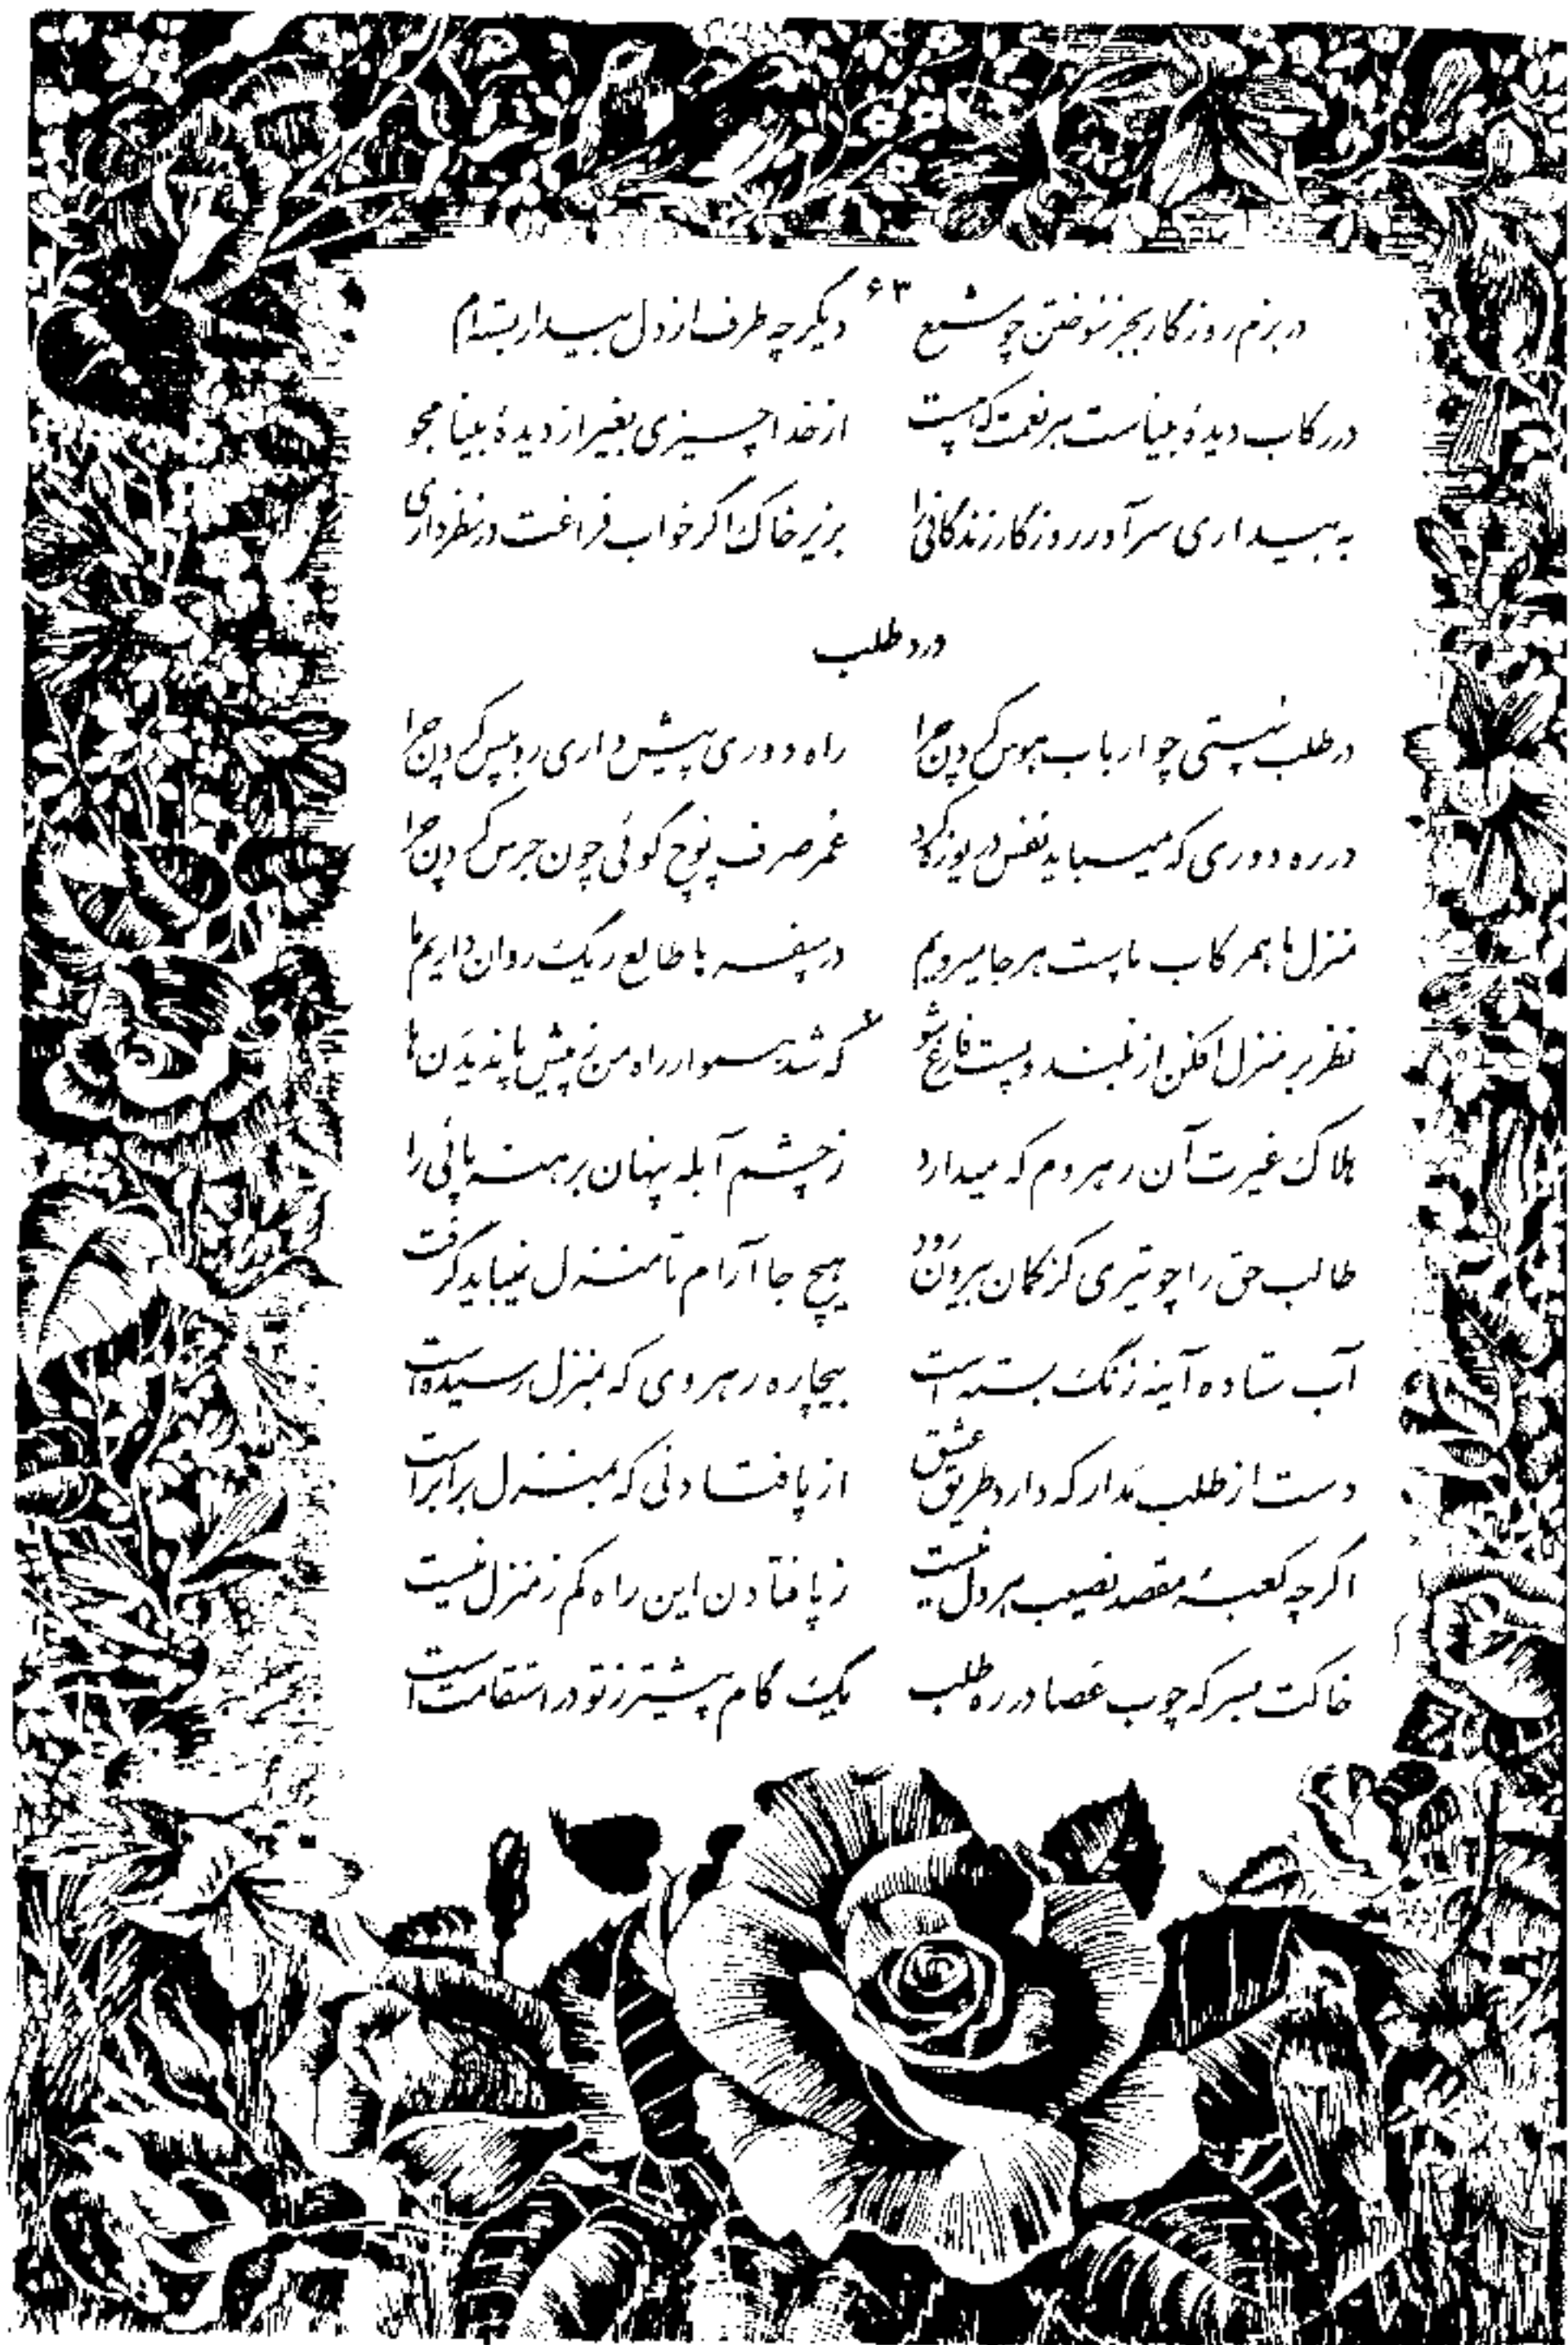 ۶۳
در بزم روزگار بجز سوختن چو شمع دیگر چه طرف از دل بیدار بسته‌ام
در رکاب دیدهٔ بیناست هر نعمت که هست از خدا چیزی بغیر از دیدهٔ بینا مجو
به بیداری سرآور روزگار زندگانی را بزیر خاک اگر خواب فراغت در نظر داری
درد طلب
در طلب سستی چو ارباب هوس کردن چرا راه دوری پیش داری رو بپس کردن چرا
در ره دوری که میباید نفس دریوزه کرد عمر صرف پوچ گوئی چون جرس کردن چرا
منزل ما همرکاب ماست هر جا میرویم در سفرها طالع ریگ روان داریم ما
نظر بر منزل افکن از بلند و پست فارغ شو که شد هموار راه من ز پیش پا ندیدن‌ها
هلاک غیرت آن رهروم که میدارد ز چشم آبله پنهان برهنه پائی را
طالب حق را چو تیری کز کمان بیرون رود هیچ جا آرام تا منزل نمیباید گرفت
آب ستاده آینه زنگ بسته است بیچاره رهروی که بمنزل رسیده است
دست از طلب مدار که دارد طریق عشق از پا فتادنی که بمنزل برابر است
اگرچه کعبهٔ مقصد نصیب هر دل نیست ز پا فتادن این راه کم ز منزل نیست
خاکت بسر که چوب عصا در ره طلب یک گام پیشتر ز تو در استقامت است